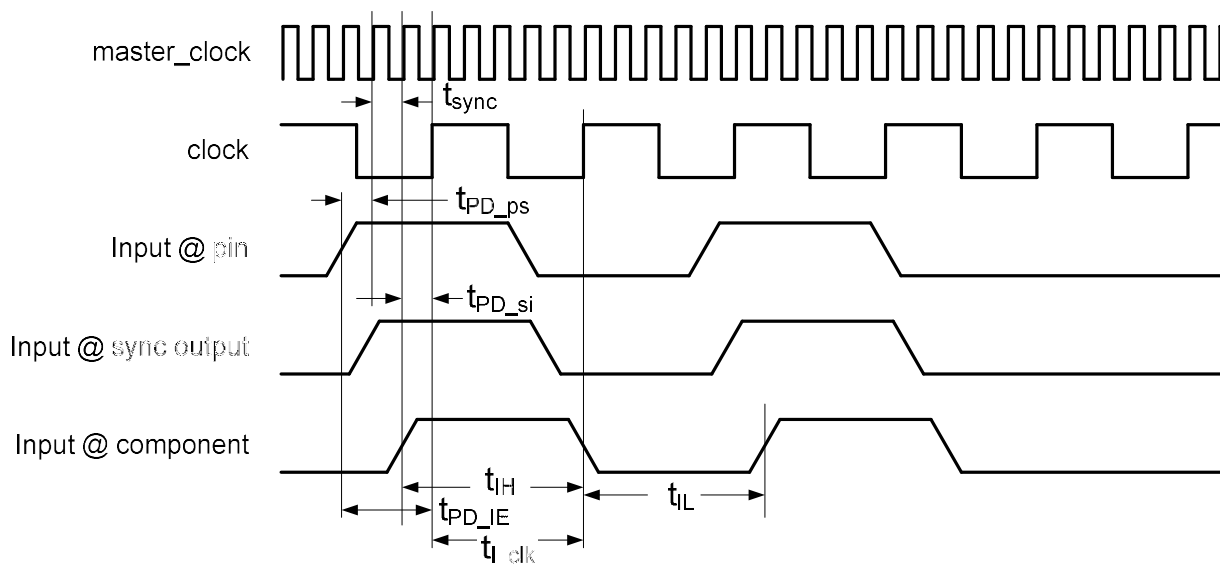 master_clock
t_sync
clock
t_PD_ps
Input @ pin
t_PD_si
Input @ sync output
Input @ component
t_IH
t_IL
t_PD_IE
t_I_clk